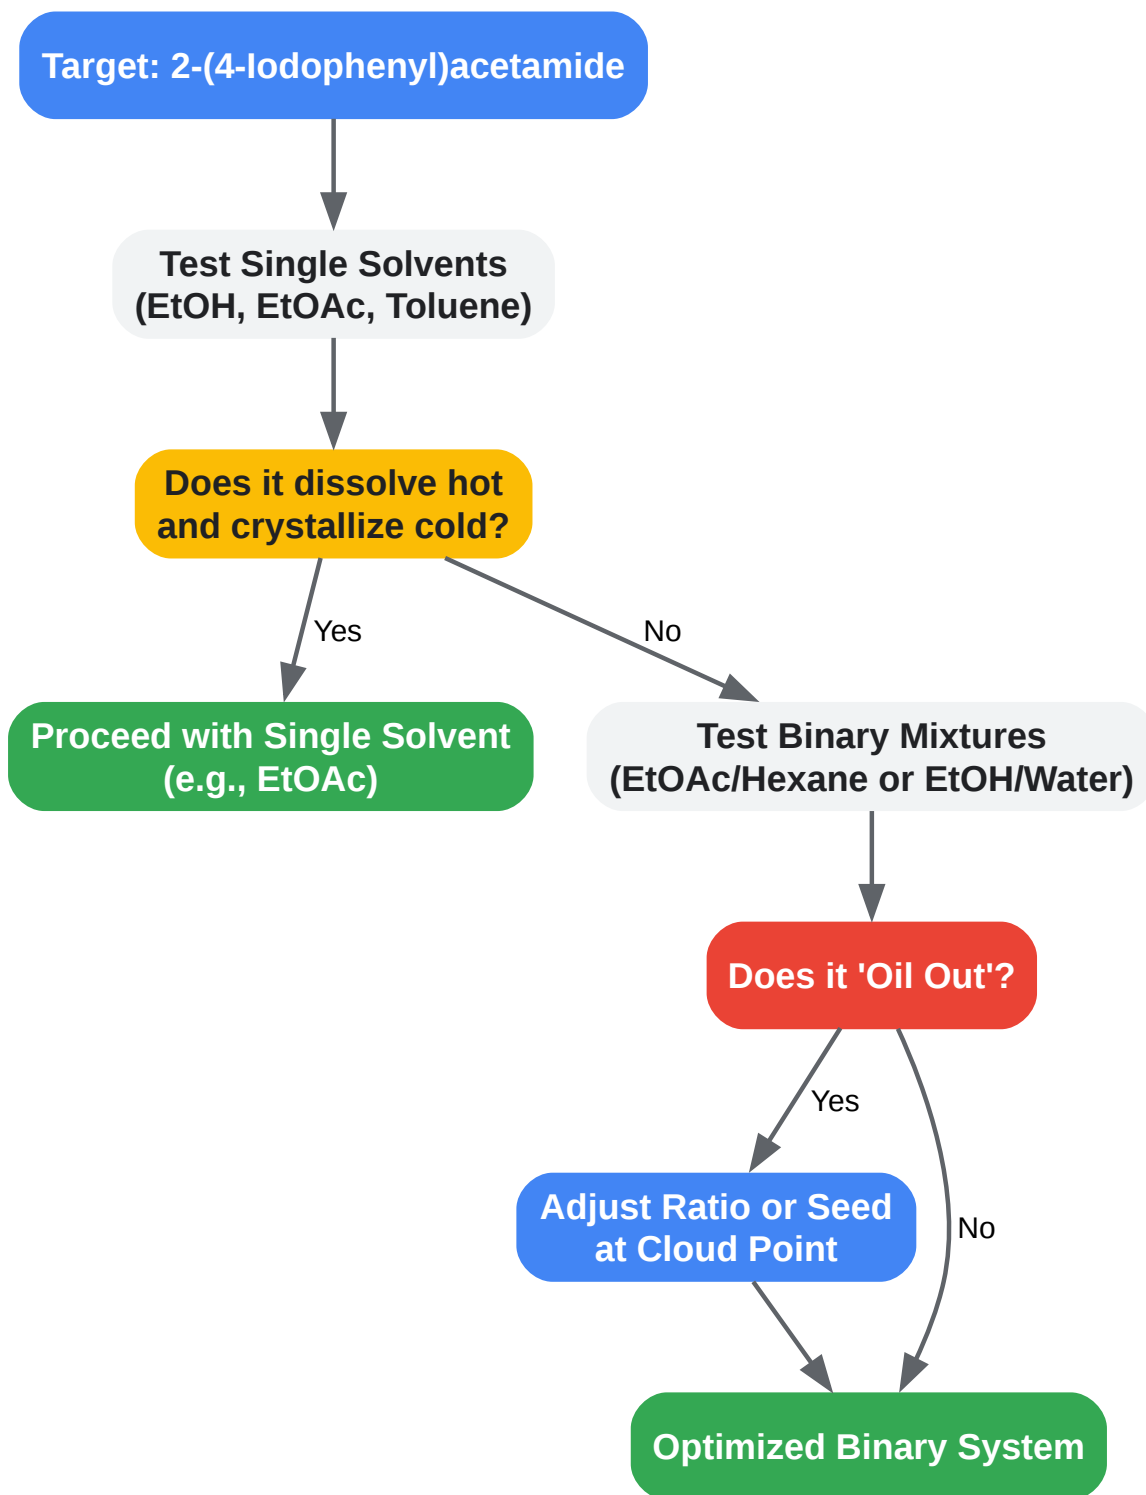 Target: 2-(4-Iodophenyl)acetamide
Test Single Solvents
(EtOH, EtOAc, Toluene)
Does it dissolve hot
and crystallize cold?
Yes
No
Proceed with Single Solvent
(e.g., EtOAc)
Test Binary Mixtures
(EtOAc/Hexane or EtOH/Water)
Does it 'Oil Out'?
Yes
Adjust Ratio or Seed
at Cloud Point
No
Optimized Binary System